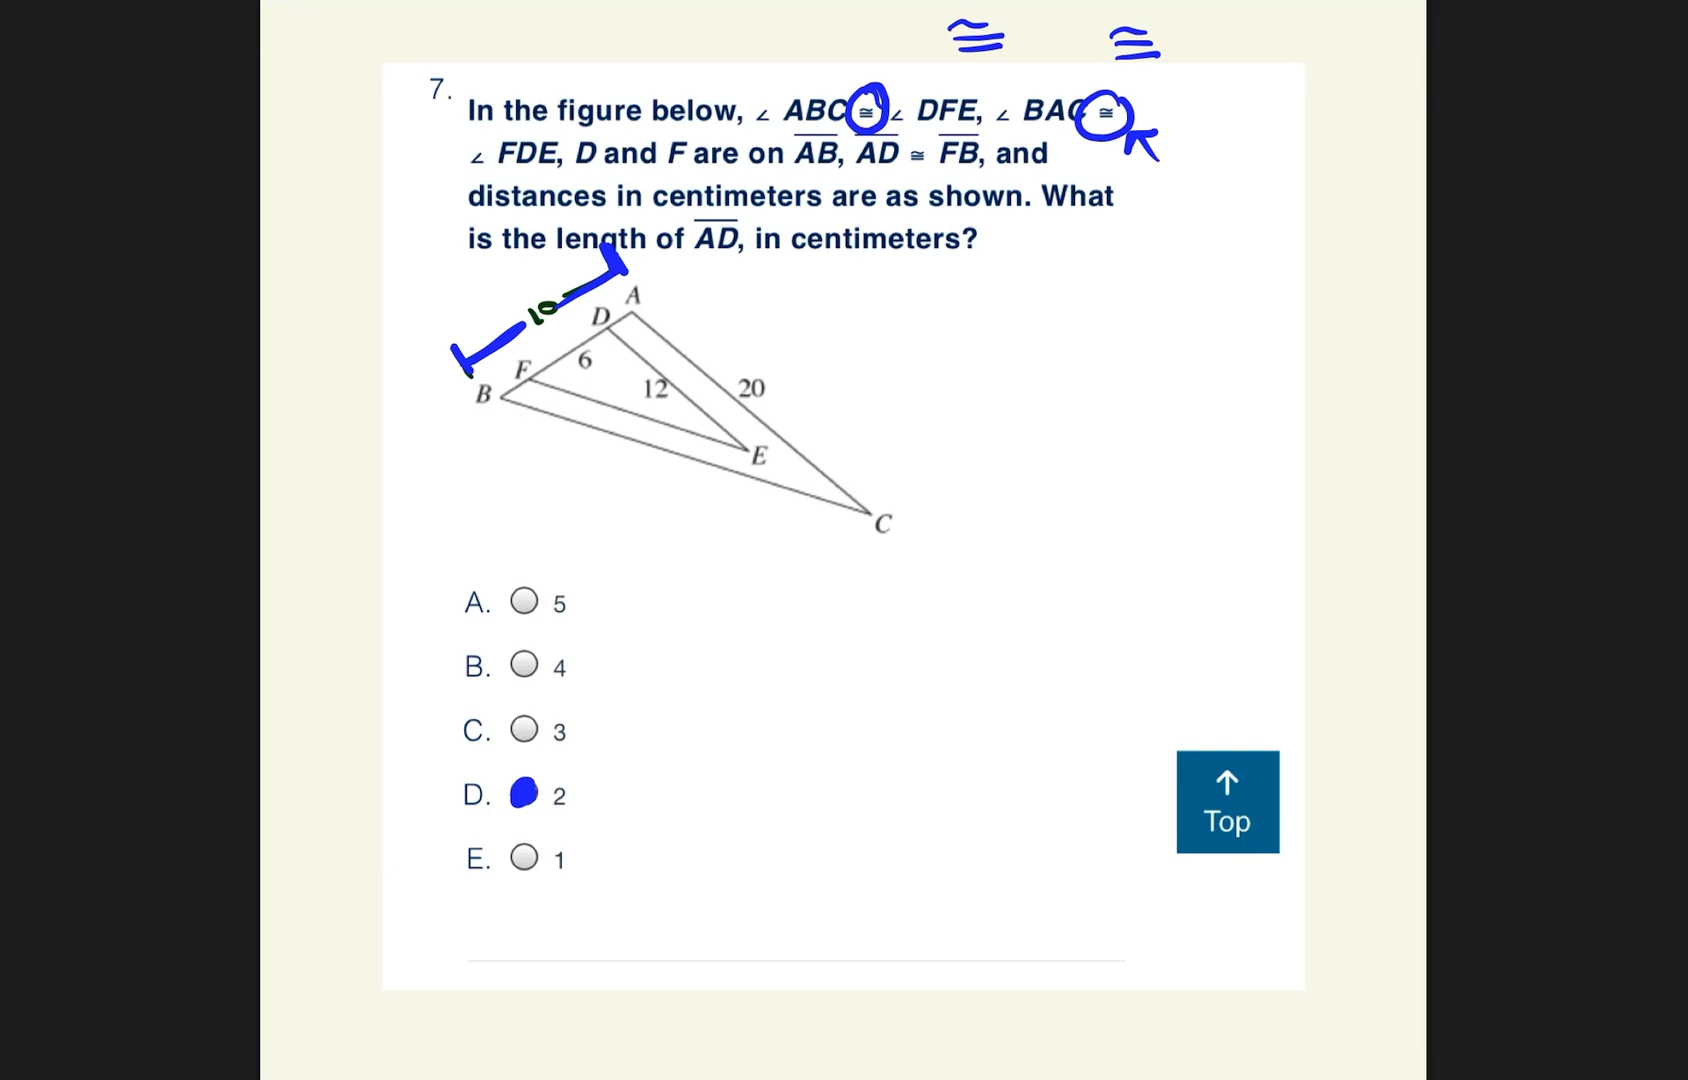 ≅ ≅
7.
In the figure below, ∠ ABC ≅ ∠ DFE, ∠ BAC ≅
∠ FDE, D and F are on AB, AD ≅ FB, and
distances in centimeters are as shown. What
is the length of AD, in centimeters?
10
A
D
6
F
B
12
20
E
C
A. 5
B. 4
C. 3
D. 2
E. 1
↑
Top